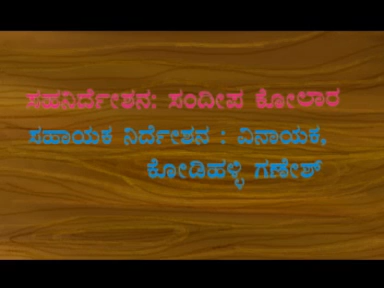 ಸಹನಿರ್ದೇಶನ: ಸಂದೀಪ ಕೋಲಾರ
ಸಹಾಯಕ ನಿರ್ದೇಶನ : ವಿನಾಯಕ,
ಕೋಡಿಹಳ್ಳಿ ಗಣೇಶ್